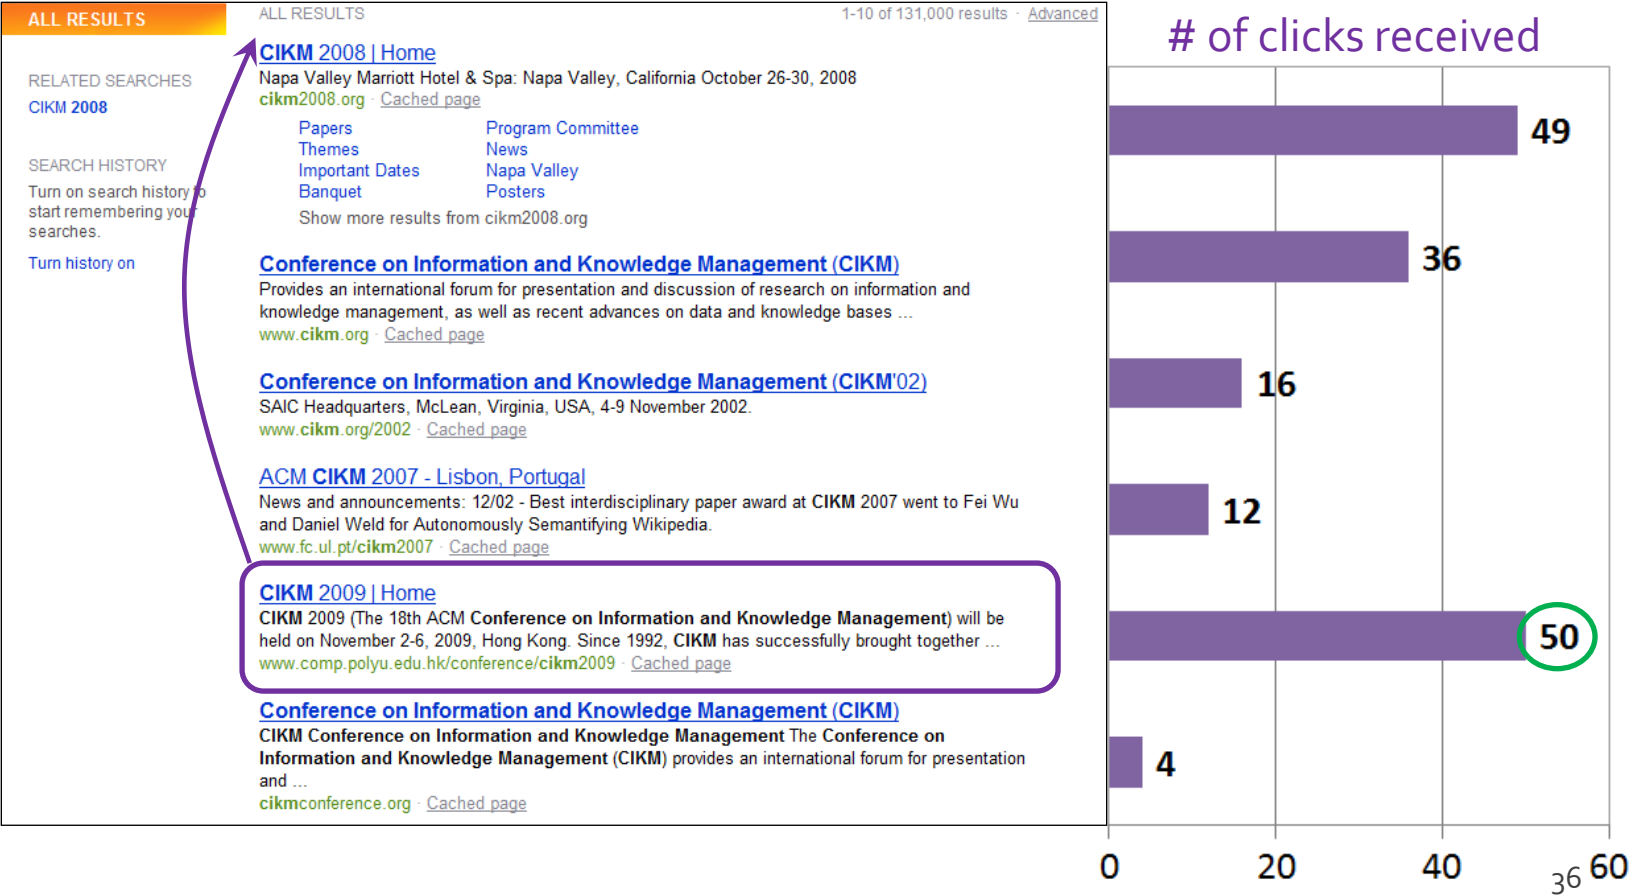 ALL RESULTS
RELATED SEARCHES
CIKM 2008
SEARCH HISTORY
Turn on search history to
start remembering your
searches.
Turn history on
ALL RESULTS
1-10 of 131,000 results · Advanced
CIKM 2008 | Home
Napa Valley Marriott Hotel & Spa: Napa Valley, California October 26-30, 2008
cikm2008.org · Cached page
Papers Program Committee
Themes News
Important Dates Napa Valley
Banquet Posters
Show more results from cikm2008.org
Conference on Information and Knowledge Management (CIKM)
Provides an international forum for presentation and discussion of research on information and
knowledge management, as well as recent advances on data and knowledge bases ...
www.cikm.org · Cached page
Conference on Information and Knowledge Management (CIKM'02)
SAIC Headquarters, McLean, Virginia, USA, 4-9 November 2002.
www.cikm.org/2002 · Cached page
ACM CIKM 2007 - Lisbon, Portugal
News and announcements: 12/02 - Best interdisciplinary paper award at CIKM 2007 went to Fei Wu
and Daniel Weld for Autonomously Semantifying Wikipedia.
www.fc.ul.pt/cikm2007 · Cached page
CIKM 2009 | Home
CIKM 2009 (The 18th ACM Conference on Information and Knowledge Management) will be
held on November 2-6, 2009, Hong Kong. Since 1992, CIKM has successfully brought together ...
www.comp.polyu.edu.hk/conference/cikm2009 · Cached page
Conference on Information and Knowledge Management (CIKM)
CIKM Conference on Information and Knowledge Management The Conference on
Information and Knowledge Management (CIKM) provides an international forum for presentation
and ...
cikmconference.org · Cached page
# of clicks received
49
36
16
12
50
4
0 20 40 60
36